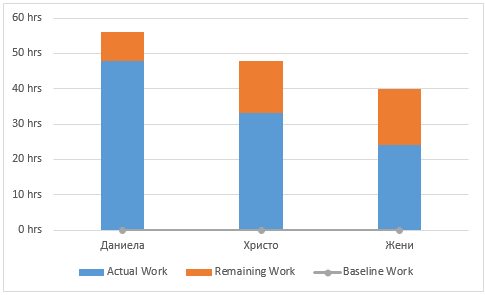 60 hrs
50 hrs
40 hrs
30 hrs
20 hrs
10 hrs
0 hrs
Даниела Христо Жени
Actual Work Remaining Work Baseline Work